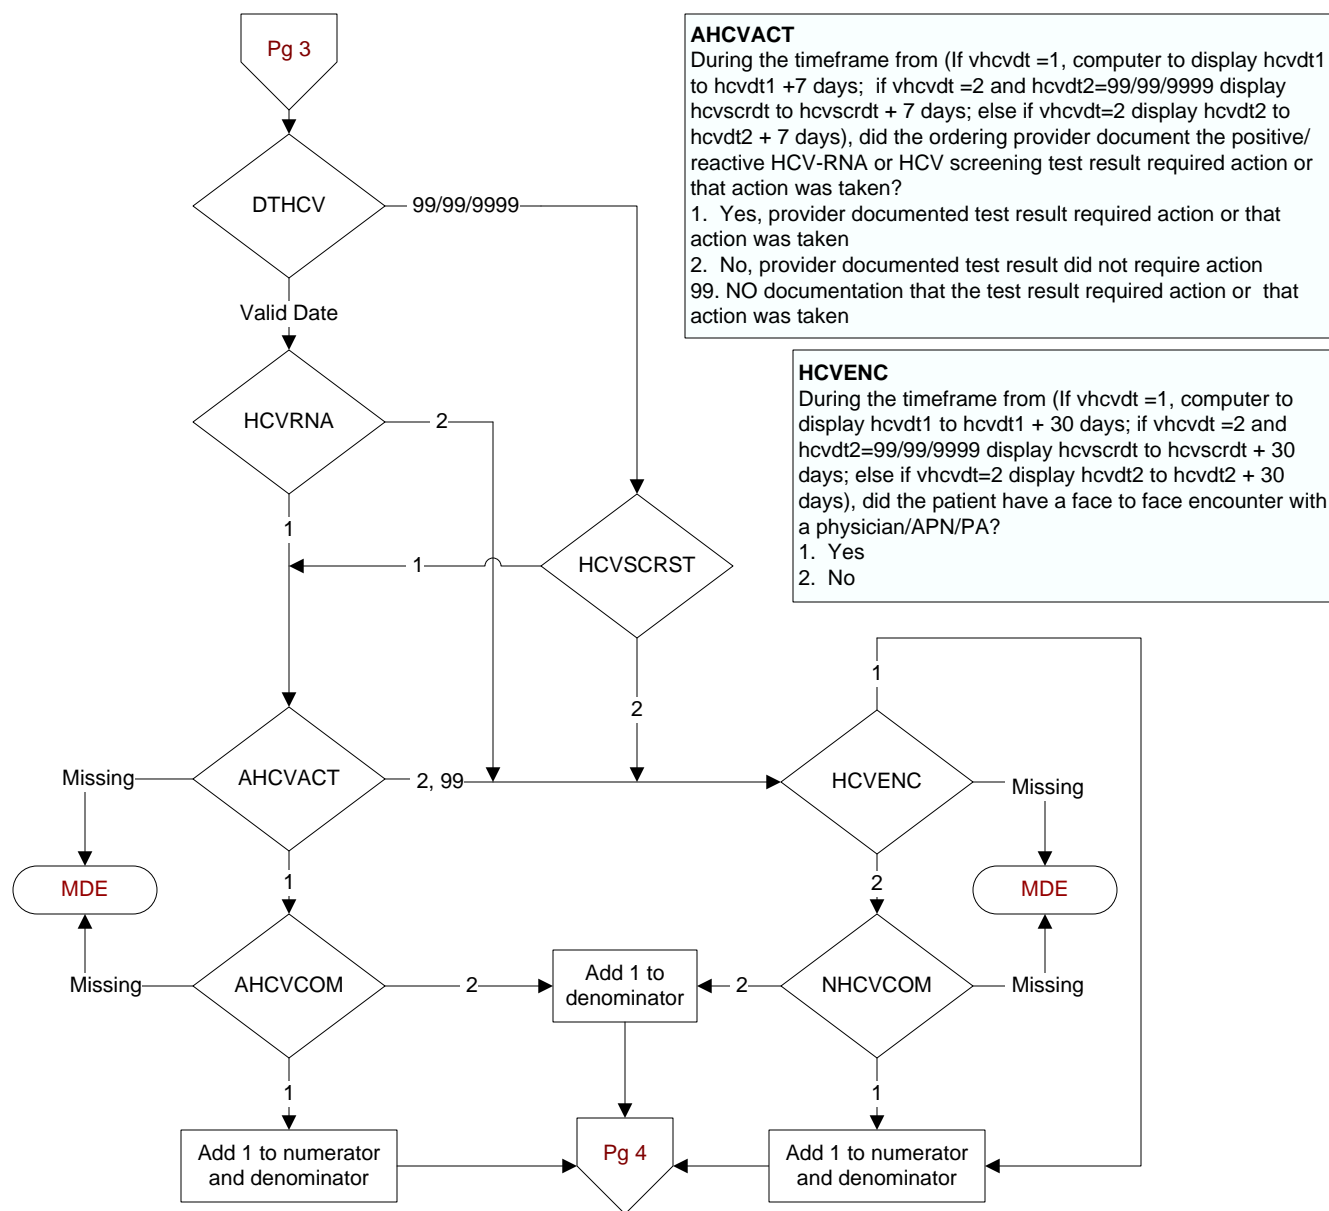 Pg 3
AHCVACT
During the timeframe from (If vhcvdt =1, computer to display hcvdt1
to hcvdt1 +7 days;  if vhcvdt =2 and hcvdt2=99/99/9999 display
hcvscrdt to hcvscrdt + 7 days; else if vhcvdt=2 display hcvdt2 to
hcvdt2 + 7 days), did the ordering provider document the positive/
reactive HCV-RNA or HCV screening test result required action or
that action was taken?
1.  Yes, provider documented test result required action or that
action was taken
2.  No, provider documented test result did not require action
99. NO documentation that the test result required action or  that
action was taken
DTHCV
99/99/9999
Valid Date
HCVENC
During the timeframe from (If vhcvdt =1, computer to
display hcvdt1 to hcvdt1 + 30 days; if vhcvdt =2 and
hcvdt2=99/99/9999 display hcvscrdt to hcvscrdt + 30
days; else if vhcvdt=2 display hcvdt2 to hcvdt2 + 30
days), did the patient have a face to face encounter with
a physician/APN/PA?
1.  Yes
2.  No
HCVRNA
2
1
1
HCVSCRST
2
1
Missing
AHCVACT
2, 99
HCVENC
Missing
MDE
1
2
MDE
Missing
AHCVCOM
2
Add 1 to
denominator
2
NHCVCOM
Missing
1
1
Add 1 to numerator
and denominator
Pg 4
Add 1 to numerator
and denominator